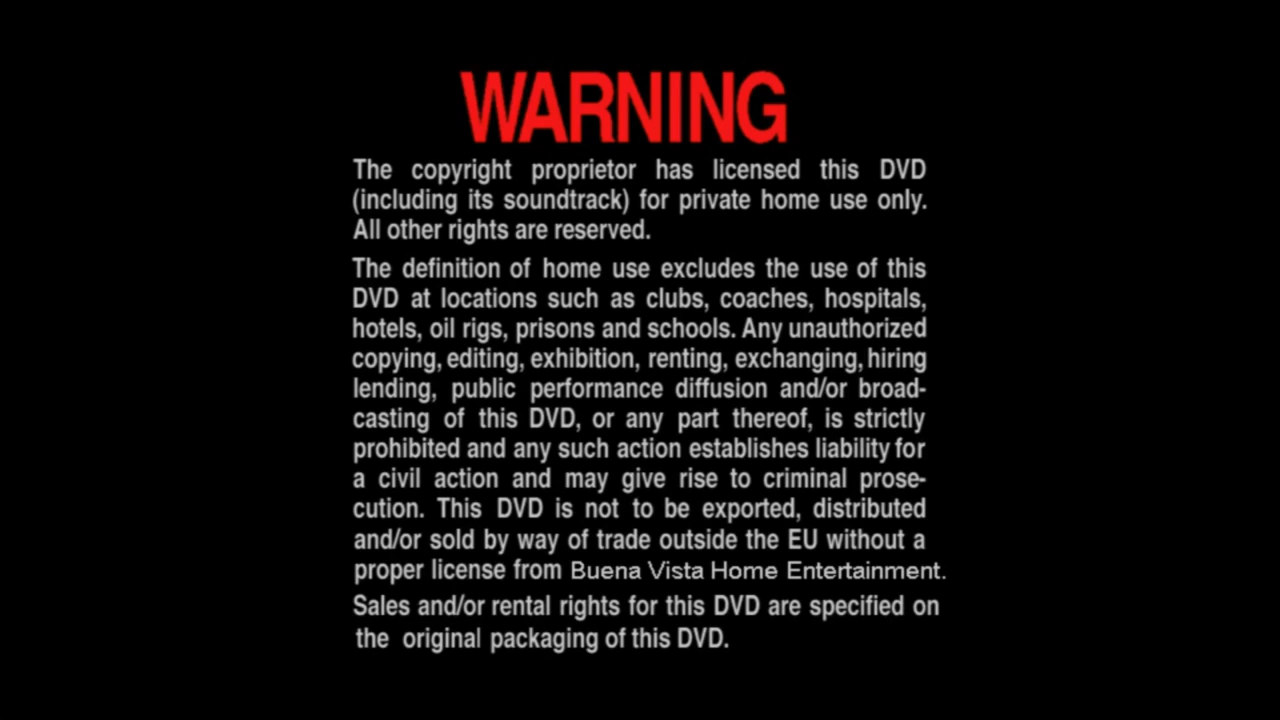 WARNING
The copyright proprietor has licensed this DVD
(including its soundtrack) for private home use only.
All other rights are reserved.
The definition of home use excludes the use of this
DVD at locations such as clubs, coaches, hospitals,
hotels, oil rigs, prisons and schools. Any unauthorized
copying, editing, exhibition, renting, exchanging, hiring
lending, public performance diffusion and/or broad-
casting of this DVD, or any part thereof, is strictly
prohibited and any such action establishes liability for
a civil action and may give rise to criminal prose-
cution. This DVD is not to be exported, distributed
and/or sold by way of trade outside the EU without a
proper license from Buena Vista Home Entertainment.
Sales and/or rental rights for this DVD are specified on
the original packaging of this DVD.